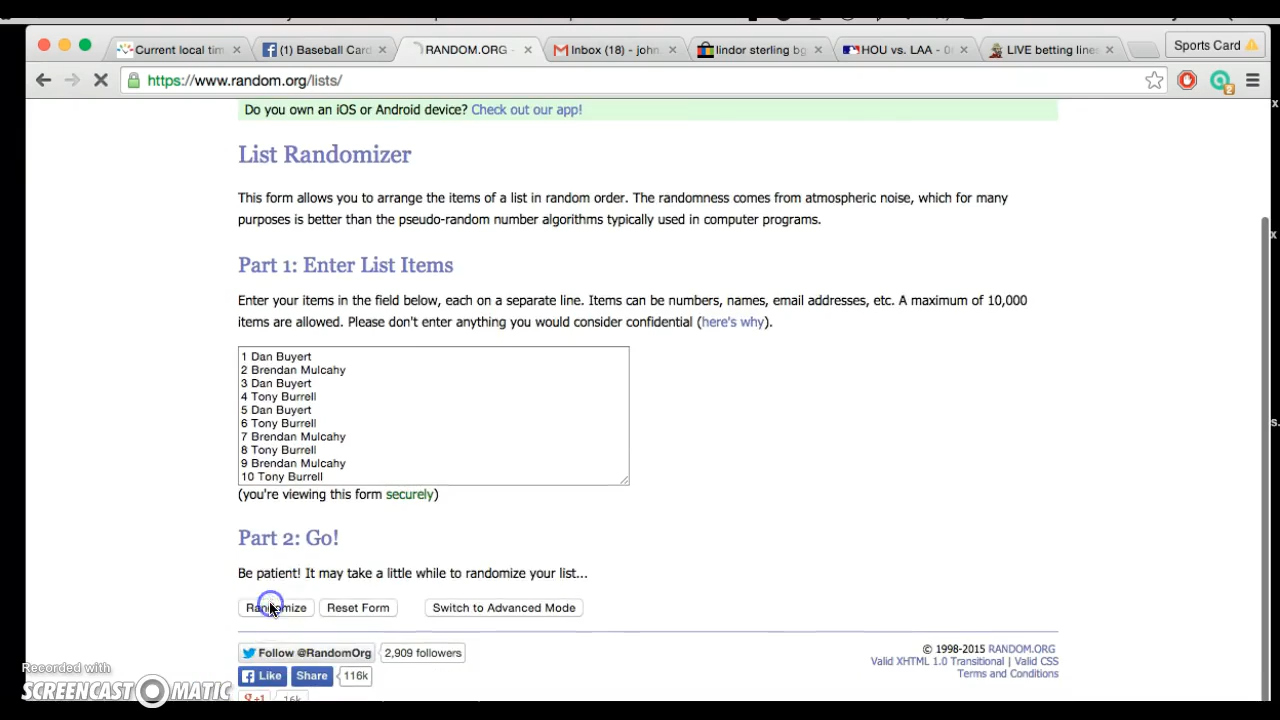 Current local tim
(1) Baseball Card
RANDOM.ORG -
Inbox (18) - john.
lindor sterling bg
HOU vs. LAA - 0
LIVE betting line
Sports Card
https://www.random.org/lists/
Do you own an iOS or Android device? Check out our app!
List Randomizer
This form allows you to arrange the items of a list in random order. The randomness comes from atmospheric noise, which for many
purposes is better than the pseudo-random number algorithms typically used in computer programs.
Part 1: Enter List Items
Enter your items in the field below, each on a separate line. Items can be numbers, names, email addresses, etc. A maximum of 10,000
items are allowed. Please don't enter anything you would consider confidential (here's why).
1 Dan Buyert
2 Brendan Mulcahy
3 Dan Buyert
4 Tony Burrell
5 Dan Buyert
6 Tony Burrell
7 Brendan Mulcahy
8 Tony Burrell
9 Brendan Mulcahy
10 Tony Burrell
(you're viewing this form securely)
Part 2: Go!
Be patient! It may take a little while to randomize your list...
Randomize Reset Form Switch to Advanced Mode
Follow @RandomOrg 2,909 followers
Like Share 116k
© 1998-2015 RANDOM.ORG
Valid XHTML 1.0 Transitional | Valid CSS
Terms and Conditions
Recorded with
SCREENCAST-O-MATIC